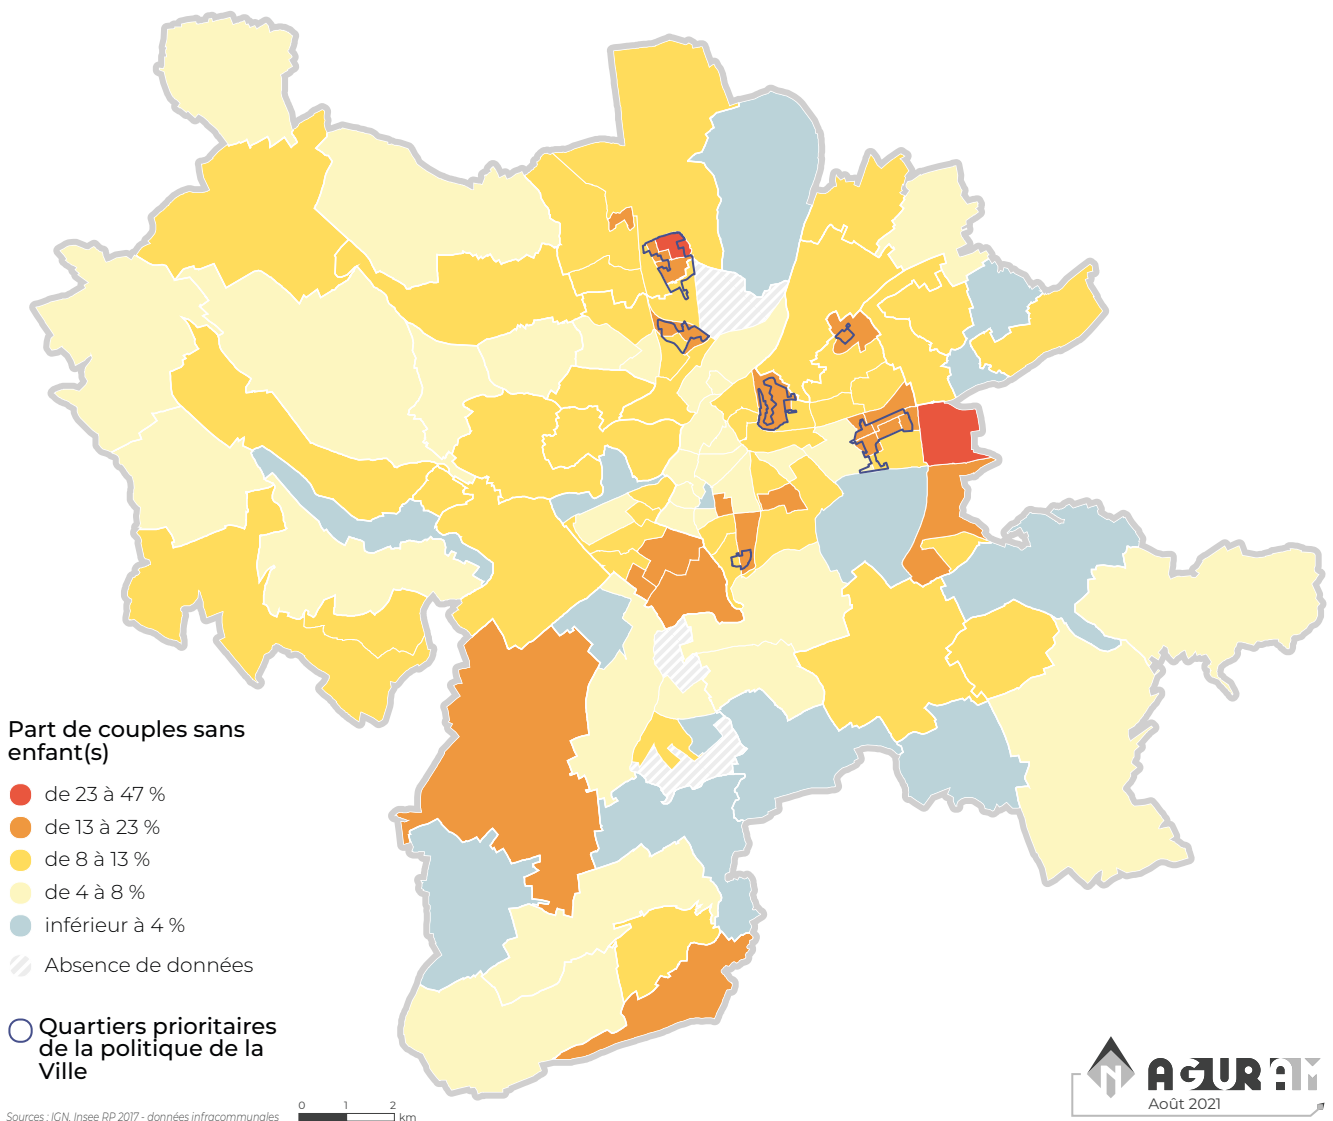 Part de couples sans
enfant(s)
de 23 à 47 %
de 13 à 23 %
de 8 à 13 %
de 4 à 8 %
inférieur à 4 %
Absence de données
Quartiers prioritaires
de la politique de la
Ville
Sources : IGN, Insee RP 2017 - données infracommunales
0 1 2
km
N
AGURAM
Août 2021